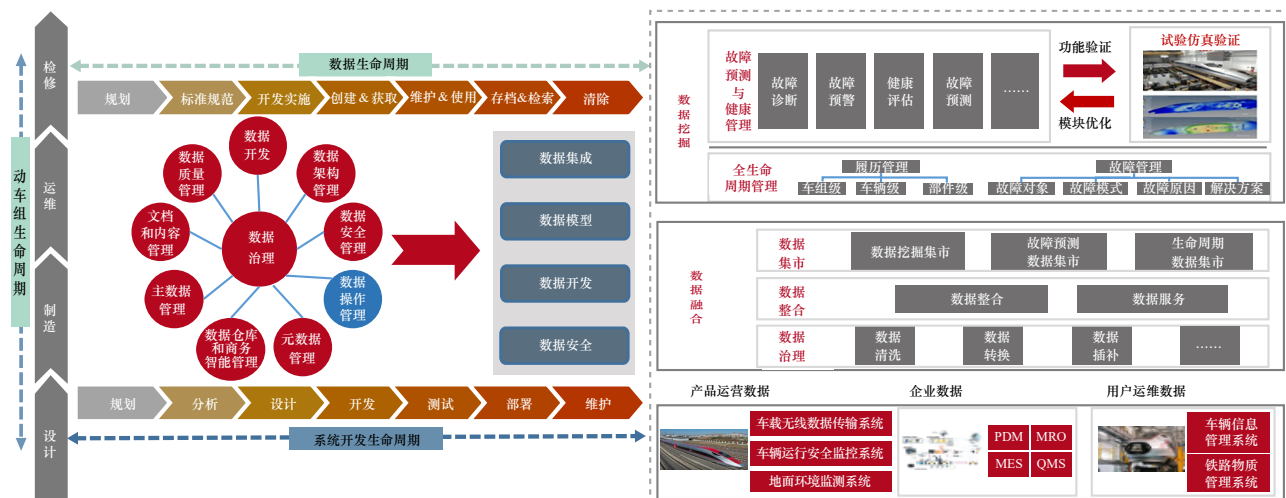 动车组生命周期
检修
运维
制造
设计
数据生命周期
规划
标准规范
开发实施
创建＆获取
维护＆使用
存档&检索
清除
数据
开发
数据
质量
管理
数据
架构
管理
文档
和内容
管理
数据
治理
数据
安全
管理
主数据
管理
数据
操作
管理
数据仓库
和商务
智能管理
元数据
管理
数据集成
数据模型
数据开发
数据安全
规划
分析
设计
开发
测试
部署
维护
系统开发生命周期
数据挖掘
故障
预测
与
健康
管理
故障
诊断
故障
预警
健康
评估
故障
预测
……
功能验证
模块优化
试验仿真验证
全生命
周期管理
履历管理
车组级
车辆级
部件级
故障管理
故障对象
故障模式
故障原因
解决方案
数据融合
数据
集市
数据挖掘集市
故障预测
数据集市
生命周期
数据集市
数据
整合
数据整合
数据服务
数据
治理
数据
清洗
数据
转换
数据
插补
……
产品运营数据
车载无线数据传输系统
车辆运行安全监控系统
地面环境监测系统
企业数据
PDM
MRO
MES
QMS
用户运维数据
车辆信息
管理系统
铁路物质
管理系统